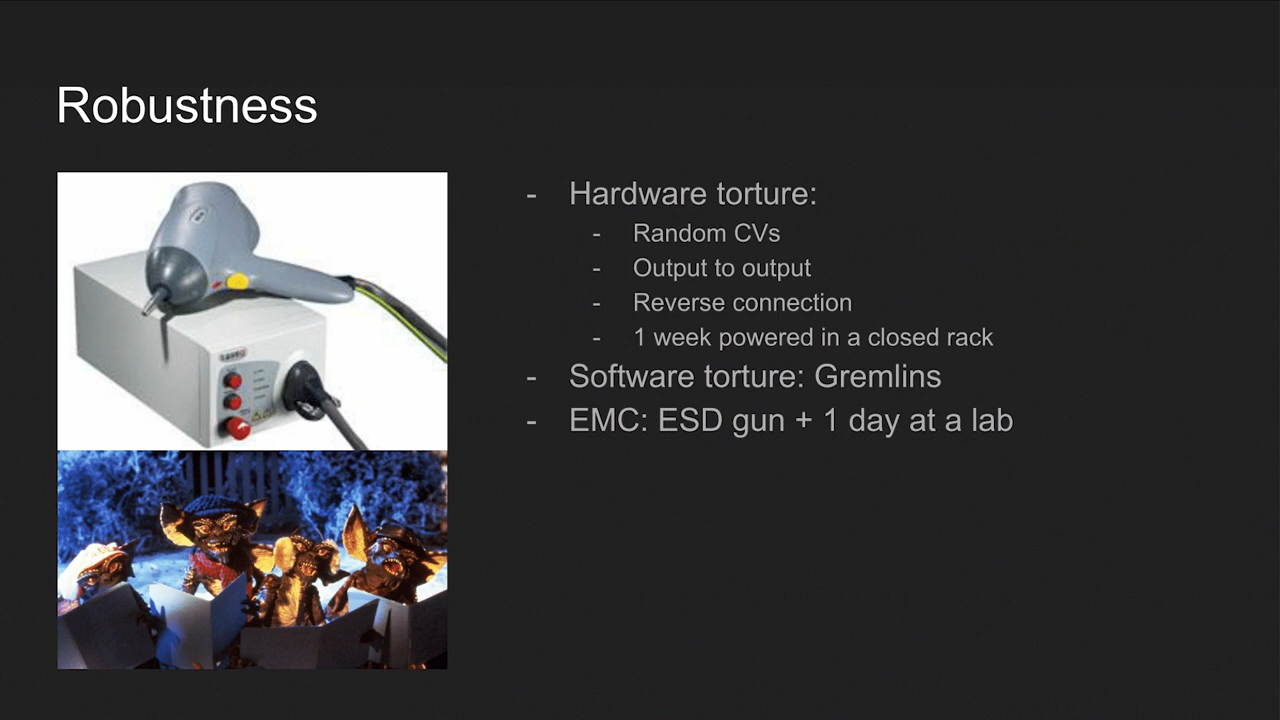 Robustness
- Hardware torture:
- Random CVs
- Output to output
- Reverse connection
- 1 week powered in a closed rack
- Software torture: Gremlins
- EMC: ESD gun + 1 day at a lab